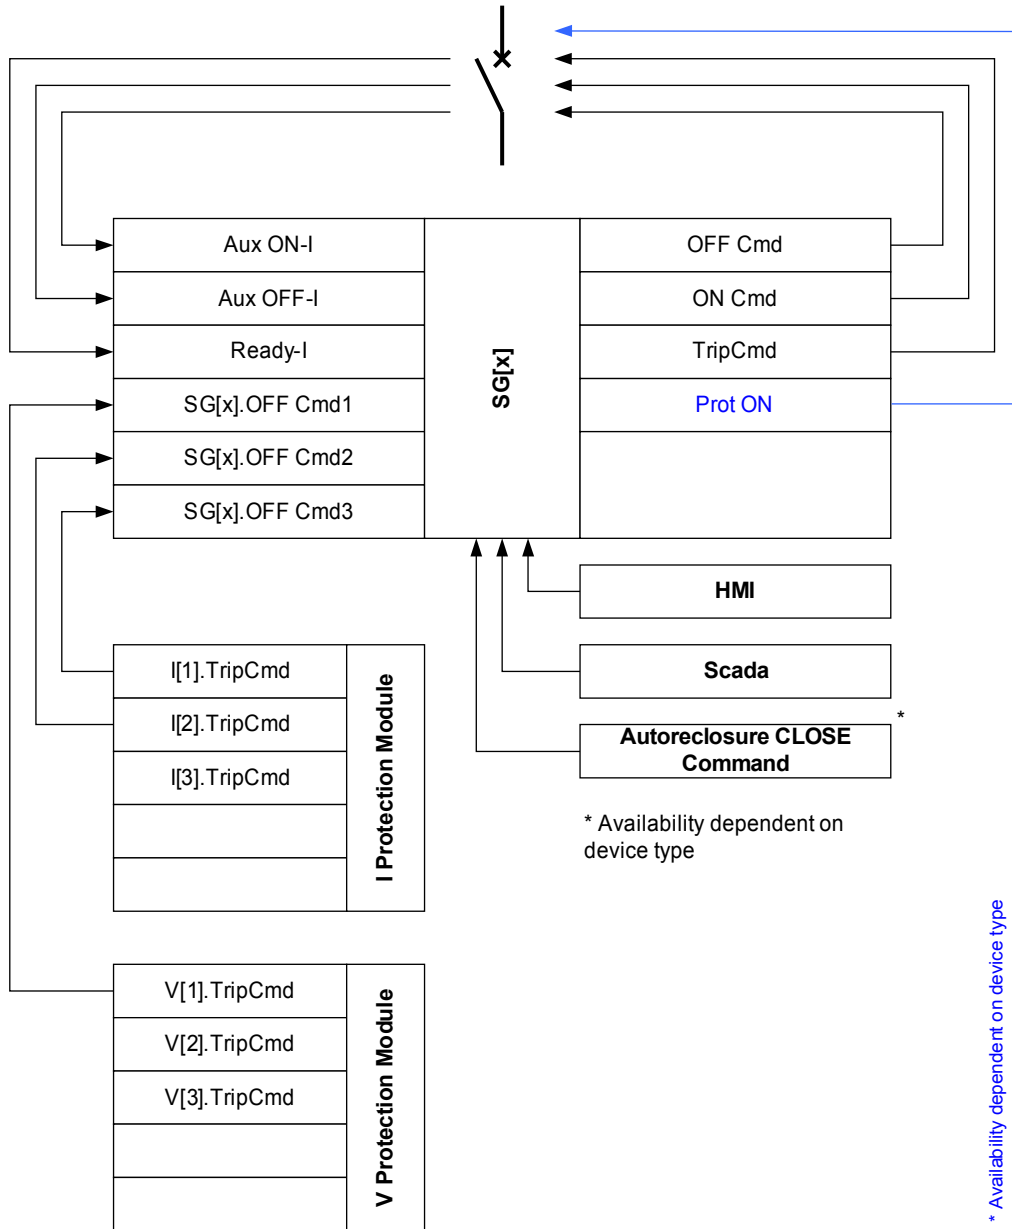 Aux ON-I
Aux OFF-I
Ready-I
SG[x].OFF Cmd1
SG[x].OFF Cmd2
SG[x].OFF Cmd3
SG[x]
OFF Cmd
ON Cmd
TripCmd
Prot ON
HMI
Scada
*
Autoreclosure CLOSE
Command
* Availability dependent on
device type
I[1].TripCmd
I[2].TripCmd
I[3].TripCmd
I Protection Module
V[1].TripCmd
V[2].TripCmd
V[3].TripCmd
V Protection Module
* Availability dependent on device type